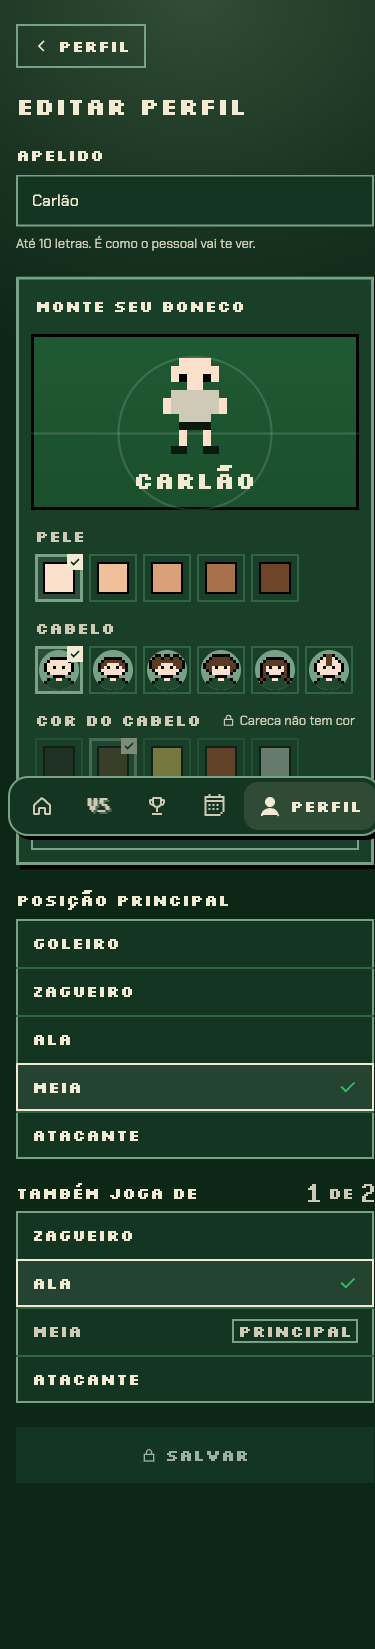 PERFIL
EDITAR PERFIL
APELIDO
Carlão
Até 10 letras. É como o pessoal vai te ver.
MONTE SEU BONECO
CARLÃO
PELE
CABELO
COR DO CABELO Careca não tem cor
VS PERFIL
POSIÇÃO PRINCIPAL
GOLEIRO
ZAGUEIRO
ALA
MEIA
ATACANTE
TAMBÉM JOGA DE 1 DE 2
ZAGUEIRO
ALA
MEIA PRINCIPAL
ATACANTE
SALVAR